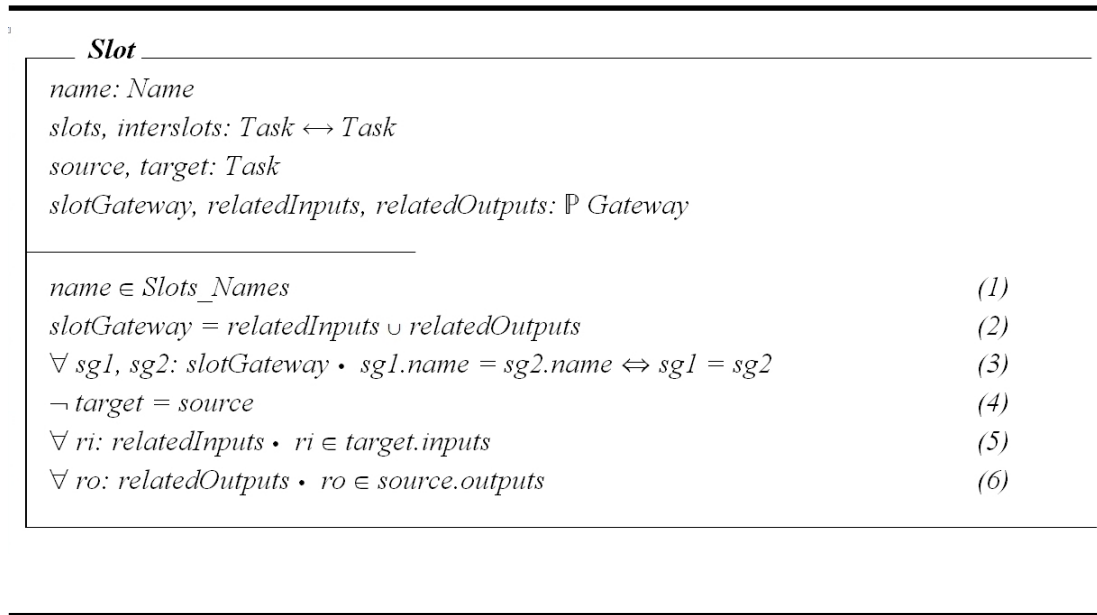 Slot
name: Name
slots, interslots: Task ↔ Task
source, target: Task
slotGateway, relatedInputs, relatedOutputs: ℙ Gateway
name ∈ Slots_Names (1)
slotGateway = relatedInputs ∪ relatedOutputs (2)
∀ sg1, sg2: slotGateway • sg1.name = sg2.name ⇔ sg1 = sg2 (3)
¬ target = source (4)
∀ ri: relatedInputs • ri ∈ target.inputs (5)
∀ ro: relatedOutputs • ro ∈ source.outputs (6)